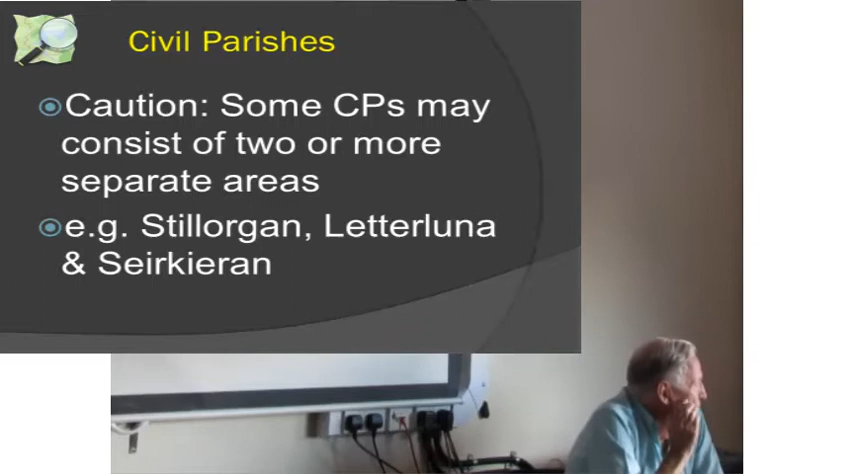 Civil Parishes
Caution: Some CPs may
consist of two or more
separate areas
e.g. Stillorgan, Letterluna
& Seirkieran